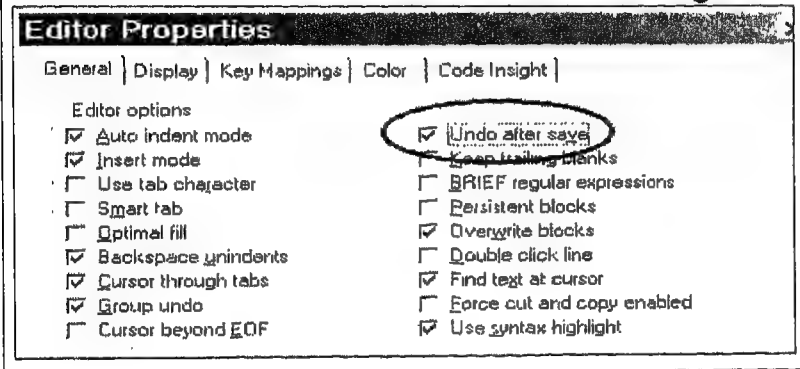 Editor Properties
General Display Key Mappings Color Code Insight
Editor options
Auto indent mode
Insert mode
Use tab character
Smart tab
Optimal fill
Backspace unindents
Cursor through tabs
Group undo
Cursor beyond EOF
Undo after save
Keep trailing blanks
BRIEF regular expressions
Persistent blocks
Overwrite blocks
Double click line
Find text at cursor
Force cut and copy enabled
Use syntax highlight